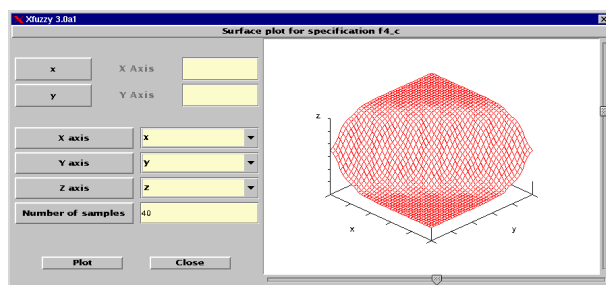 Xfuzzy 3.0a1
Surface plot for specification f4_c
x X Axis
y Y Axis
X axis x
Y axis y
Z axis z
Number of samples 40
Plot Close
z
x y